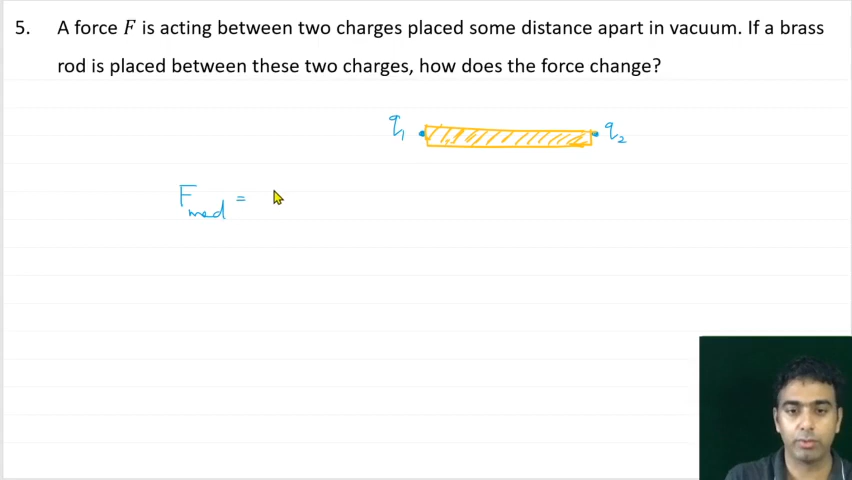 5. A force F is acting between two charges placed some distance apart in vacuum. If a brass
rod is placed between these two charges, how does the force change?
q₁ q₂
F_med =